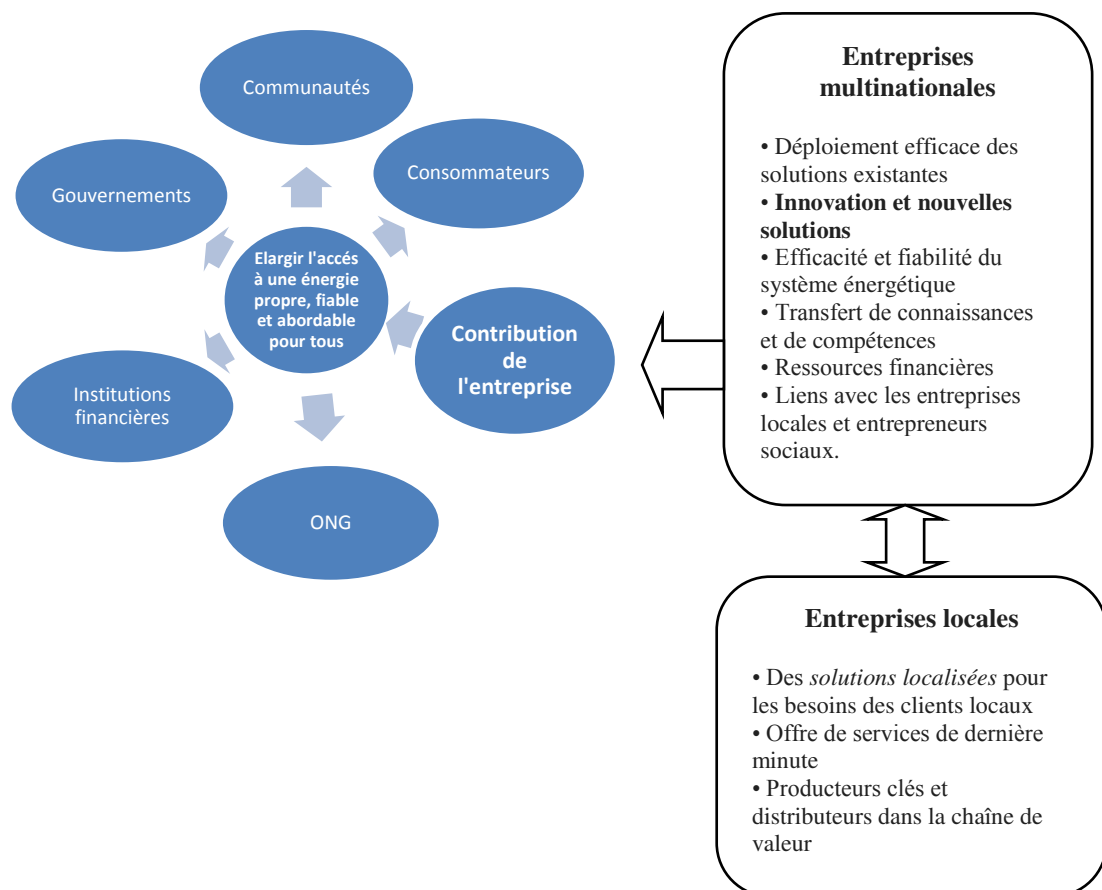 Communautés
Consommateurs
Gouvernements
Elargir l'accés
à une énergie
propre, fiable
et abordable
pour tous
Contribution
de
l'entreprise
Institutions
financières
ONG
Entreprises
multinationales
• Déploiement efficace des
solutions existantes
• Innovation et nouvelles
solutions
• Efficacité et fiabilité du
système énergétique
• Transfert de connaissances
et de compétences
• Ressources financières
• Liens avec les entreprises
locales et entrepreneurs
sociaux.
Entreprises locales
• Des solutions localisées pour
les besoins des clients locaux
• Offre de services de dernière
minute
• Producteurs clés et
distributeurs dans la chaîne de
valeur